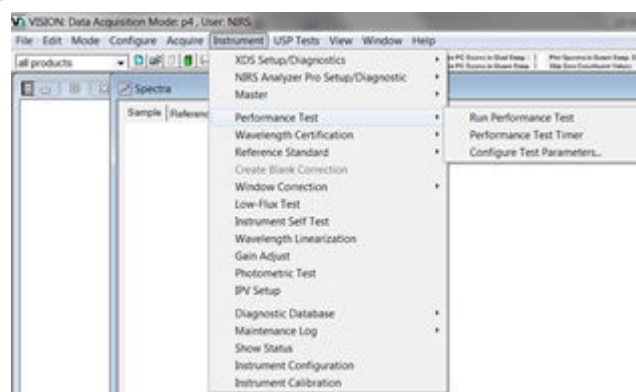 VISION: Data Acquisition Mode: p4 , User: NIRS
File Edit Mode Configure Acquire Instrument USP Tests View Window Help
all products
Spectra
Sample Reference
XDS Setup/Diagnostics
NIRS Analyzer Pro Setup/Diagnostic
Master
Performance Test
Wavelength Certification
Reference Standard
Create Blank Correction
Window Correction
Low-Flux Test
Instrument Self Test
Wavelength Linearization
Gain Adjust
Photometric Test
IPV Setup
Diagnostic Database
Maintenance Log
Show Status
Instrument Configuration
Instrument Calibration
Run Performance Test
Performance Test Timer
Configure Test Parameters...